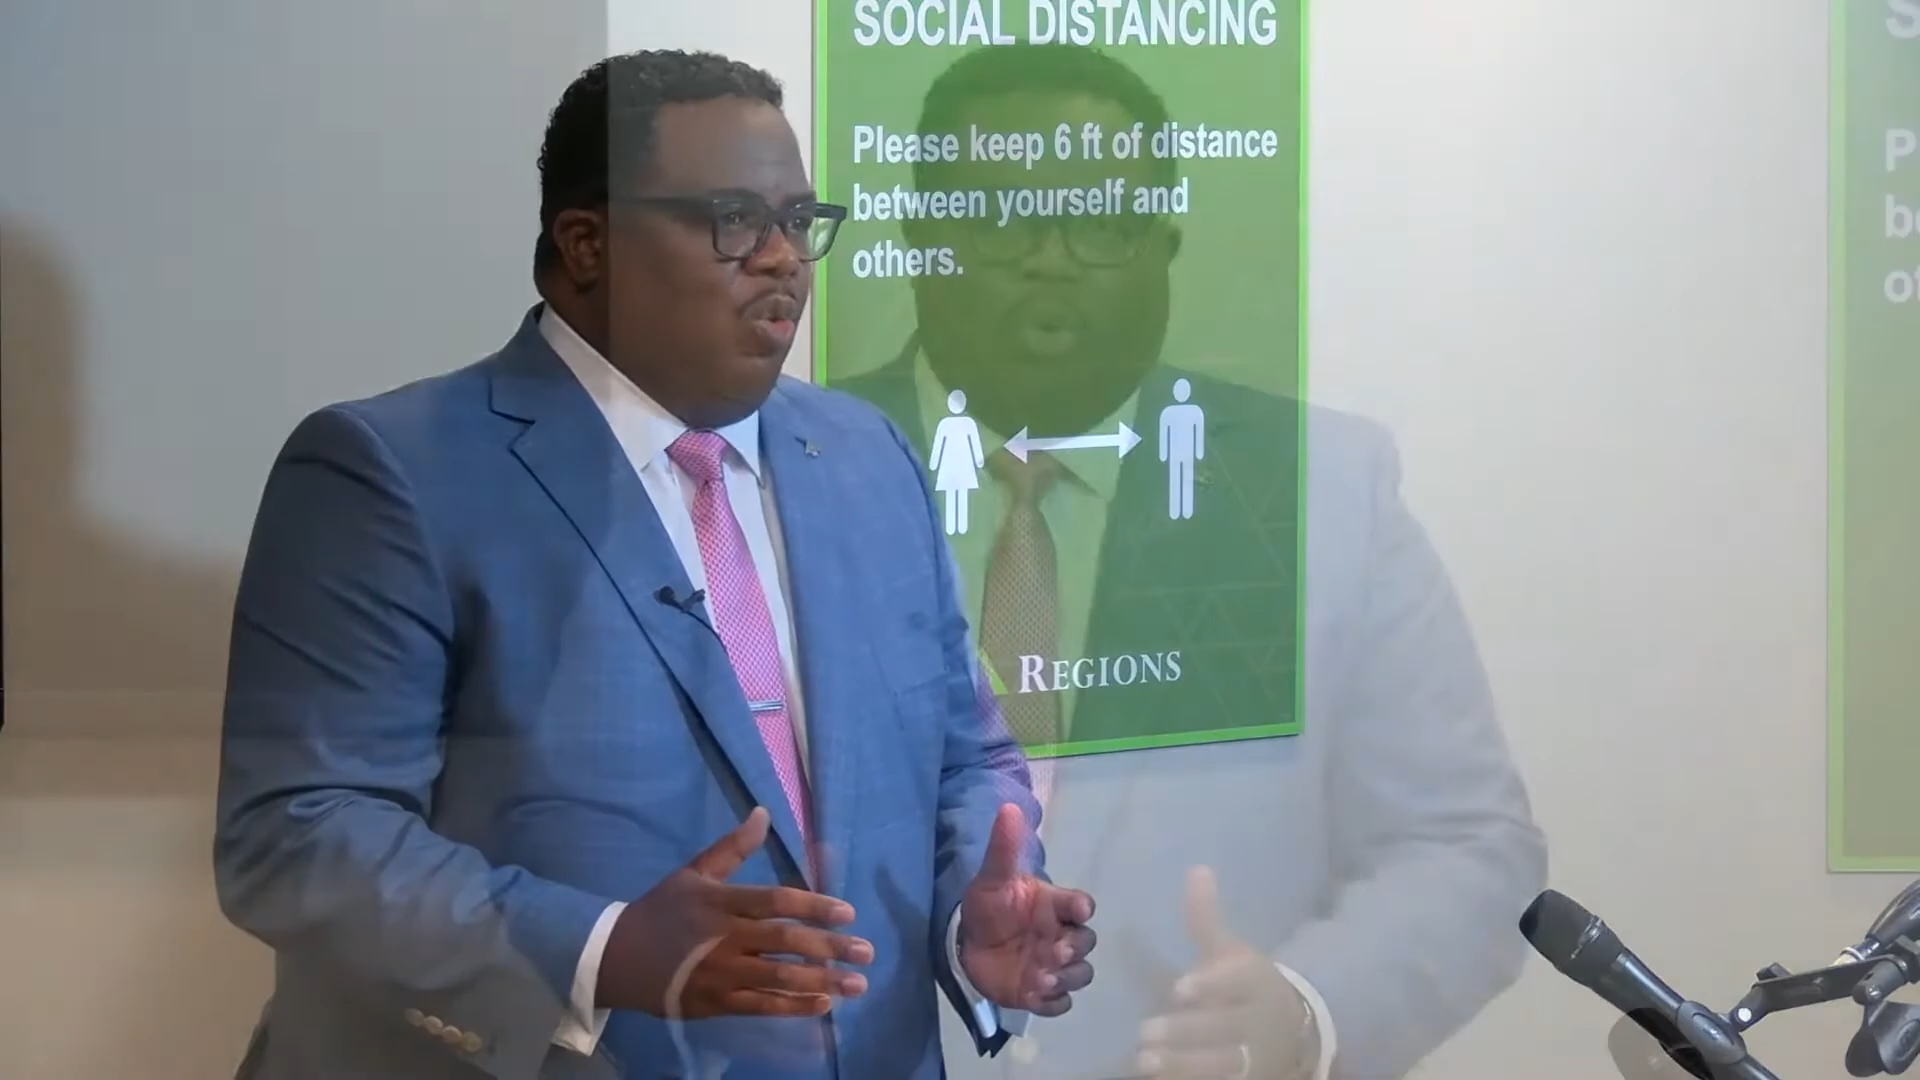 SOCIAL DISTANCING
Please keep 6 ft of distance
between yourself and
others.
REGIONS